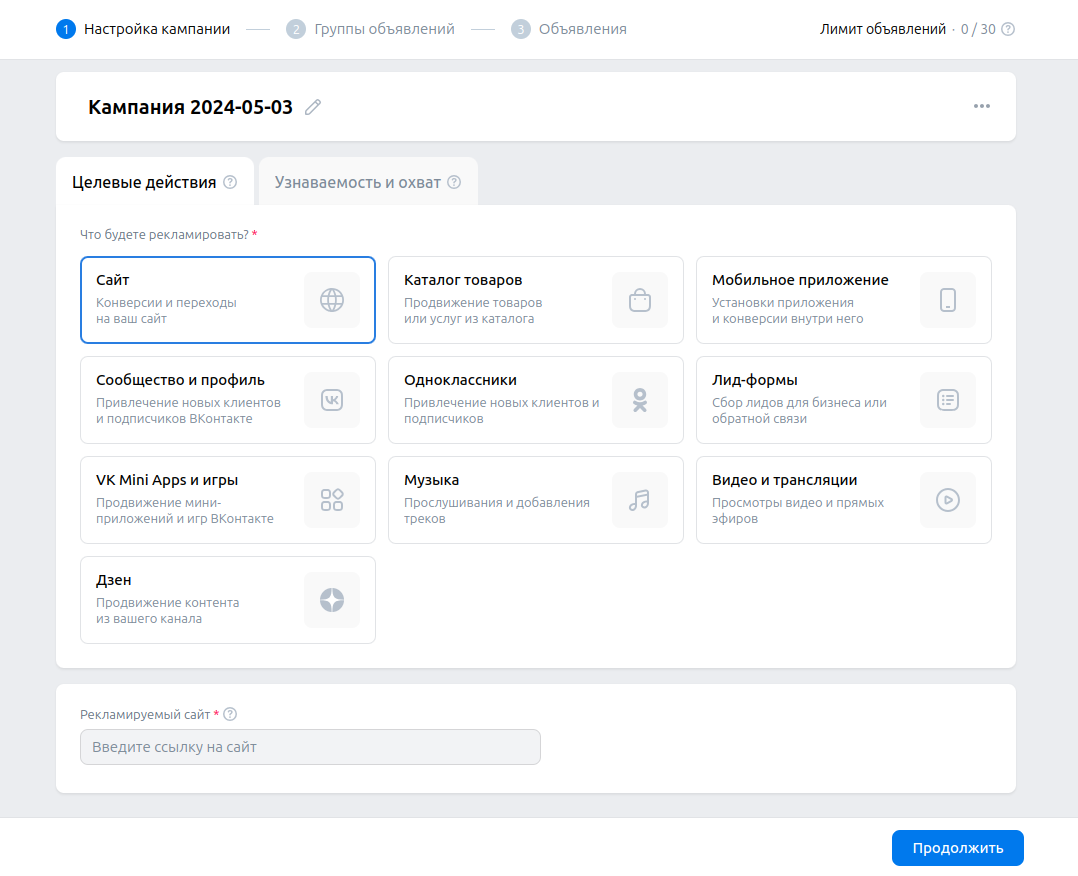 1 Настройка кампании 2 Группы объявлений 3 Объявления Лимит объявлений · 0 / 30 ?
Кампания 2024-05-03
Целевые действия ? Узнаваемость и охват ?
Что будете рекламировать? *
Сайт
Конверсии и переходы
на ваш сайт
Каталог товаров
Продвижение товаров
или услуг из каталога
Мобильное приложение
Установки приложения
и конверсии внутри него
Сообщество и профиль
Привлечение новых клиентов
и подписчиков ВКонтакте
Одноклассники
Привлечение новых клиентов и
подписчиков
Лид-формы
Сбор лидов для бизнеса или
обратной связи
VK Mini Apps и игры
Продвижение мини-
приложений и игр ВКонтакте
Музыка
Прослушивания и добавления
треков
Видео и трансляции
Просмотры видео и прямых
эфиров
Дзен
Продвижение контента
из вашего канала
Рекламируемый сайт * ?
Введите ссылку на сайт
Продолжить